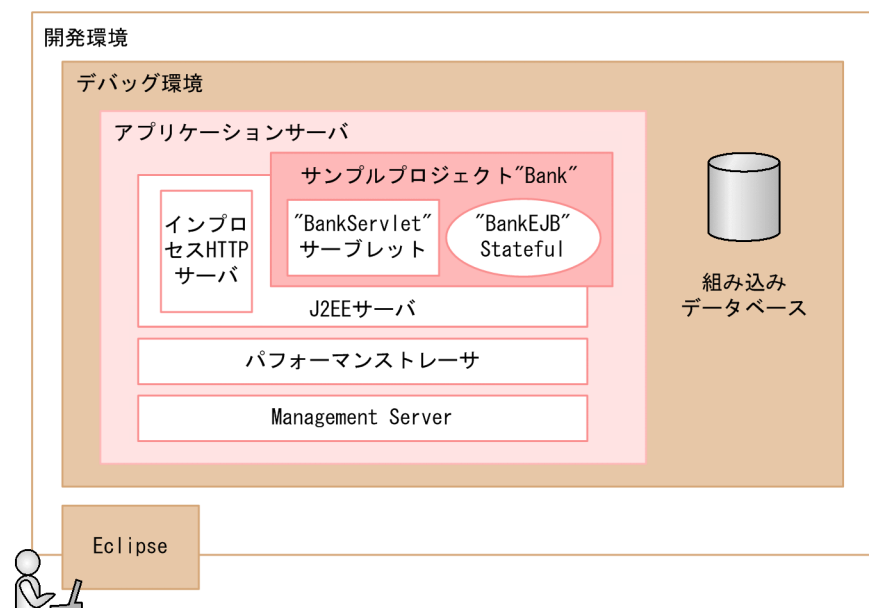 開発環境
デバッグ環境
アプリケーションサーバ
サンプルプロジェクト"Bank"
インプロ
セスHTTP
サーバ
"BankServlet"
サーブレット
"BankEJB"
Stateful
J2EEサーバ
パフォーマンストレーサ
Management Server
組み込み
データベース
Eclipse